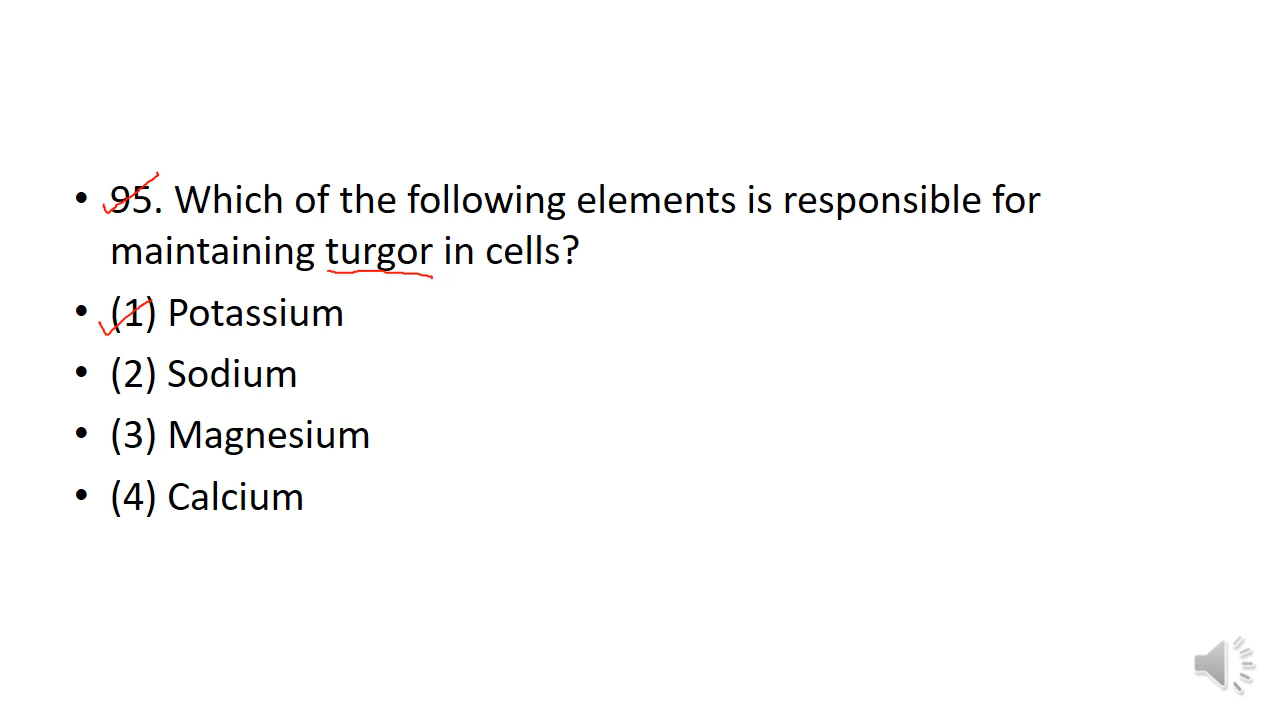 • 95. Which of the following elements is responsible for
maintaining turgor in cells?
• (1) Potassium
• (2) Sodium
• (3) Magnesium
• (4) Calcium